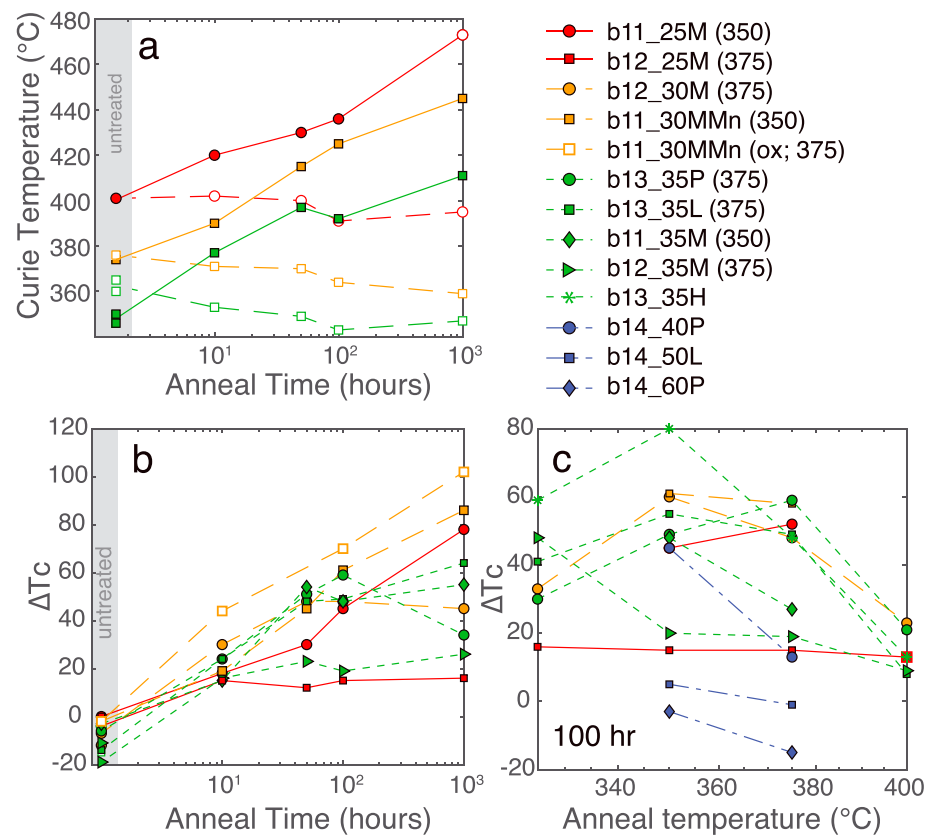 480
460
440
420
400
380
360
Curie Temperature (°C)
a
untreated
10¹
10²
10³
Anneal Time (hours)
b11_25M (350)
b12_25M (375)
b12_30M (375)
b11_30MMn (350)
b11_30MMn (ox; 375)
b13_35P (375)
b13_35L (375)
b11_35M (350)
b12_35M (375)
b13_35H
b14_40P
b14_50L
b14_60P
120
100
80
60
40
20
0
-20
ΔTc
b
untreated
10¹
10²
10³
Anneal Time (hours)
80
60
40
20
0
-20
ΔTc
c
100 hr
340
360
380
400
Anneal temperature (°C)